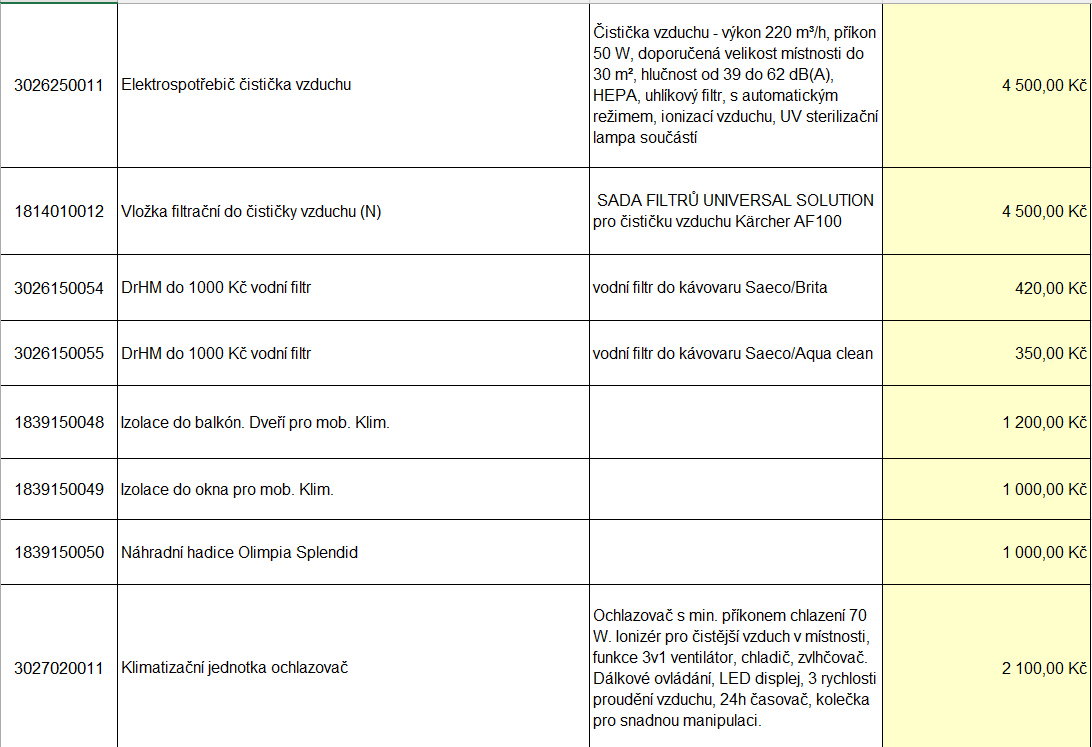 3026250011 Elektrospotřebič čistička vzduchu
Čistička vzduchu - výkon 220 m³/h, příkon
50 W, doporučená velikost místnosti do
30 m², hlučnost od 39 do 62 dB(A),
HEPA, uhlíkový filtr, s automatickým
režimem, ionizací vzduchu, UV sterilizační
lampa součástí
4 500,00 Kč
1814010012 Vložka filtrační do čističky vzduchu (N)
SADA FILTRŮ UNIVERSAL SOLUTION
pro čističku vzduchu Kärcher AF100
4 500,00 Kč
3026150054 DrHM do 1000 Kč vodní filtr vodní filtr do kávovaru Saeco/Brita 420,00 Kč
3026150055 DrHM do 1000 Kč vodní filtr vodní filtr do kávovaru Saeco/Aqua clean 350,00 Kč
1839150048 Izolace do balkón. Dveří pro mob. Klim. 1 200,00 Kč
1839150049 Izolace do okna pro mob. Klim. 1 000,00 Kč
1839150050 Náhradní hadice Olimpia Splendid 1 000,00 Kč
3027020011 Klimatizační jednotka ochlazovač
Ochlazovač s min. příkonem chlazení 70
W. Ionizér pro čistější vzduch v místnosti,
funkce 3v1 ventilátor, chladič, zvlhčovač.
Dálkové ovládání, LED displej, 3 rychlosti
proudění vzduchu, 24h časovač, kolečka
pro snadnou manipulaci.
2 100,00 Kč